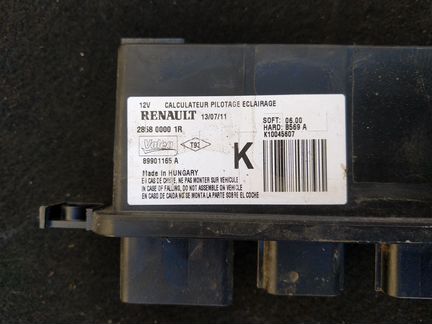 12V CALCULATEUR PILOTAGE ECLAIRAGE
RENAULT 13/07/11
SOFT: 06.00
2858 0000 1R
HARD: B569 A
K10045607
Valeo T93
K
89901165 A
Made in HUNGARY
EN CAS DE CHUTE, NE PAS MONTER SUR VEHICULE
IN CASE OF FALLING, DO NOT ASSEMBLE ON VEHICLE
EN CASO DE CAIDA NO SE MONTA LA PARTE SOBRE EL COCHE